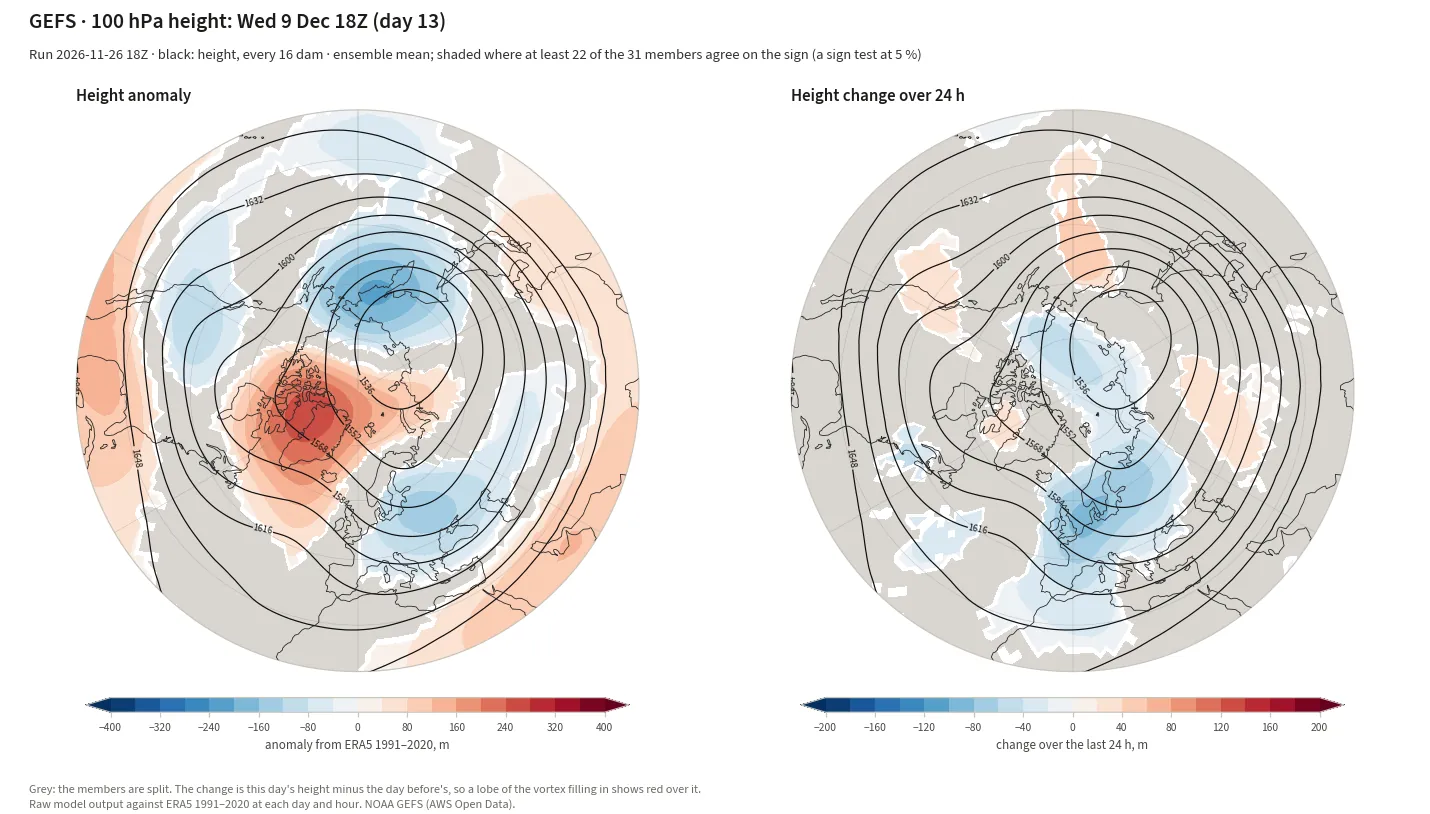 GEFS · 100 hPa height: Wed 9 Dec 18Z (day 13)
Run 2026-11-26 18Z · black: height, every 16 dam · ensemble mean; shaded where at least 22 of the 31 members agree on the sign (a sign test at 5 %)
Height anomaly
Height change over 24 h
1632
1600
1536
1552
1568
1584
1616
1648
1632
1600
1536
1552
1568
1584
1616
1648
−400 −320 −240 −160 −80 0 80 160 240 320 400
anomaly from ERA5 1991–2020, m
−200 −160 −120 −80 −40 0 40 80 120 160 200
change over the last 24 h, m
Grey: the members are split. The change is this day's height minus the day before's, so a lobe of the vortex filling in shows red over it.
Raw model output against ERA5 1991–2020 at each day and hour. NOAA GEFS (AWS Open Data).